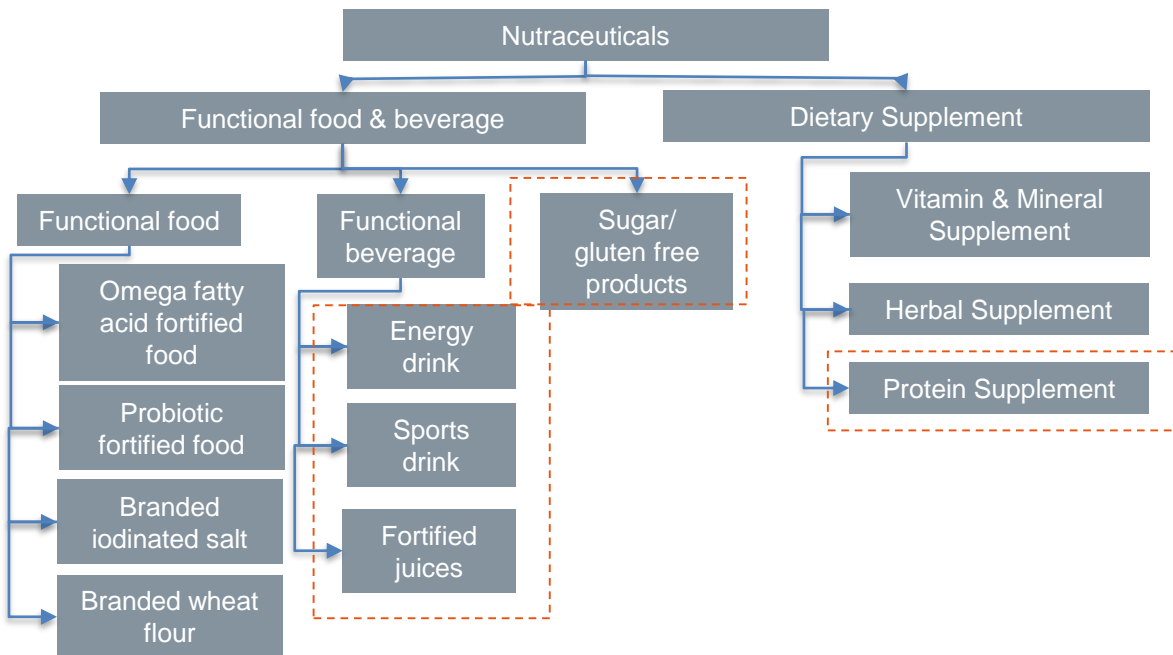 Nutraceuticals
Functional food & beverage
Dietary Supplement
Functional food
Functional
beverage
Sugar/
gluten free
products
Vitamin & Mineral
Supplement
Omega fatty
acid fortified
food
Energy
drink
Herbal Supplement
Probiotic
fortified food
Sports
drink
Protein Supplement
Branded
iodinated salt
Fortified
juices
Branded wheat
flour